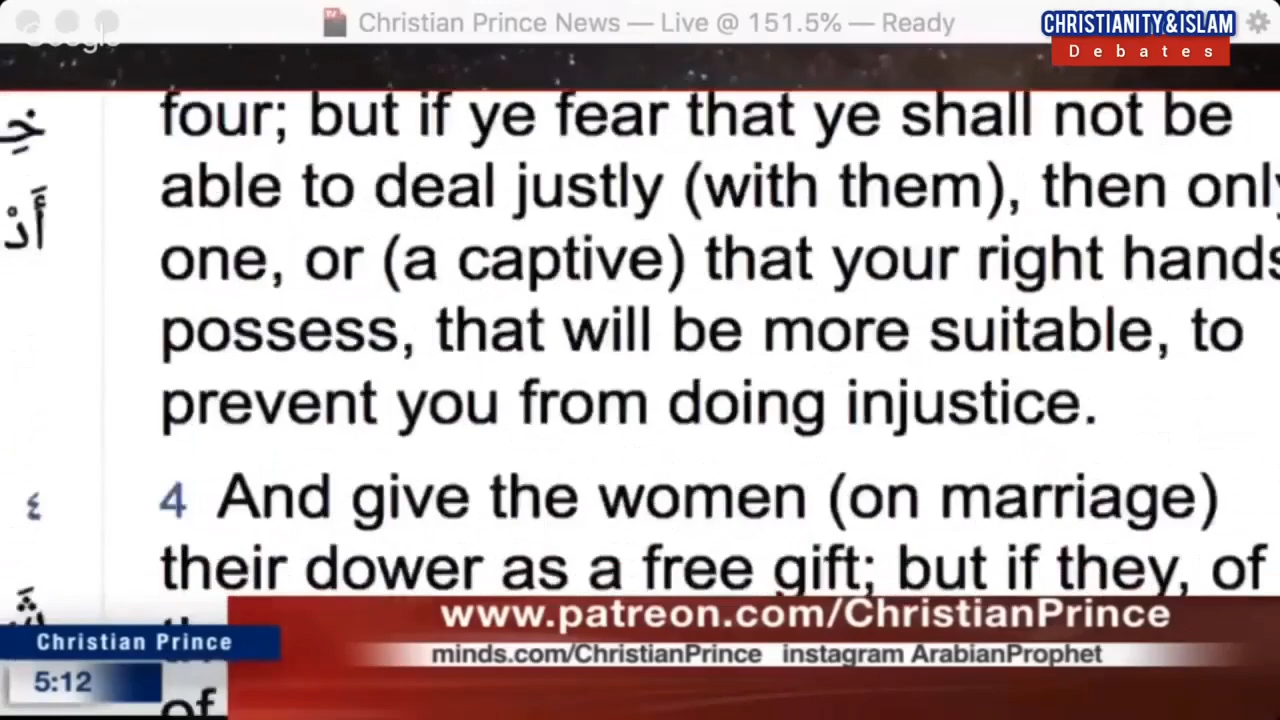 Christian Prince News — Live @ 151.5% — Ready
CHRISTIANITY&ISLAM
Debates
Google
four; but if ye fear that ye shall not be
able to deal justly (with them), then only
one, or (a captive) that your right hands
possess, that will be more suitable, to
prevent you from doing injustice.
٤
4 And give the women (on marriage)
their dower as a free gift; but if they, of
of
www.patreon.com/ChristianPrince
Christian Prince
minds.com/ChristianPrince instagram ArabianProphet
5:12